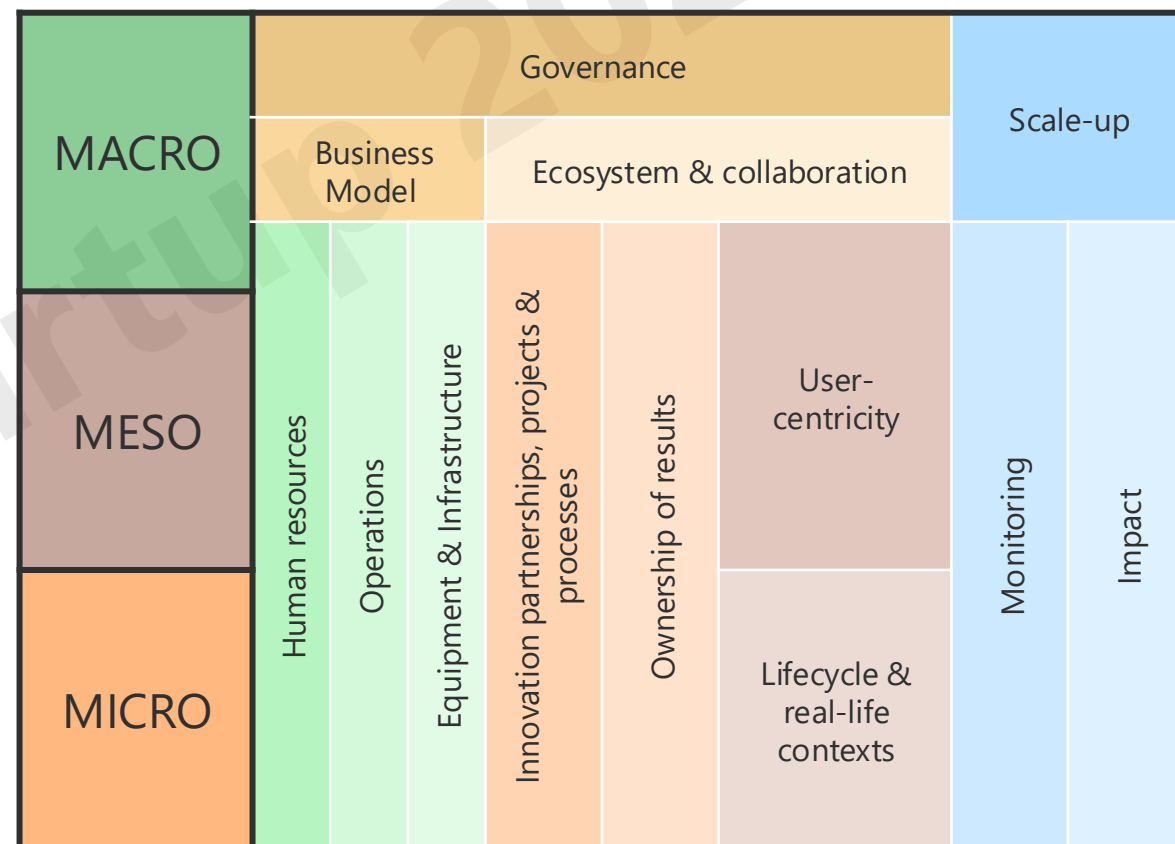 Governance
Scale-up
MACRO
Business
Model
Ecosystem & collaboration
MESO
MICRO
Human resources
Operations
Equipment & Infrastructure
Innovation partnerships, projects &
processes
Ownership of results
User-
centricity
Lifecycle &
real-life
contexts
Monitoring
Impact